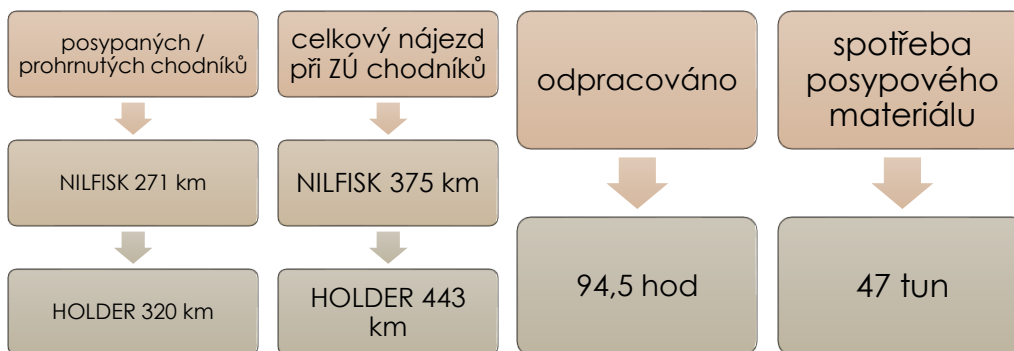 posypaných /
prohrnutých chodníků
NILFISK 271 km
HOLDER 320 km
celkový nájezd
při ZÚ chodníků
NILFISK 375 km
HOLDER 443
km
odpracováno
94,5 hod
spotřeba
posypového
materiálu
47 tun